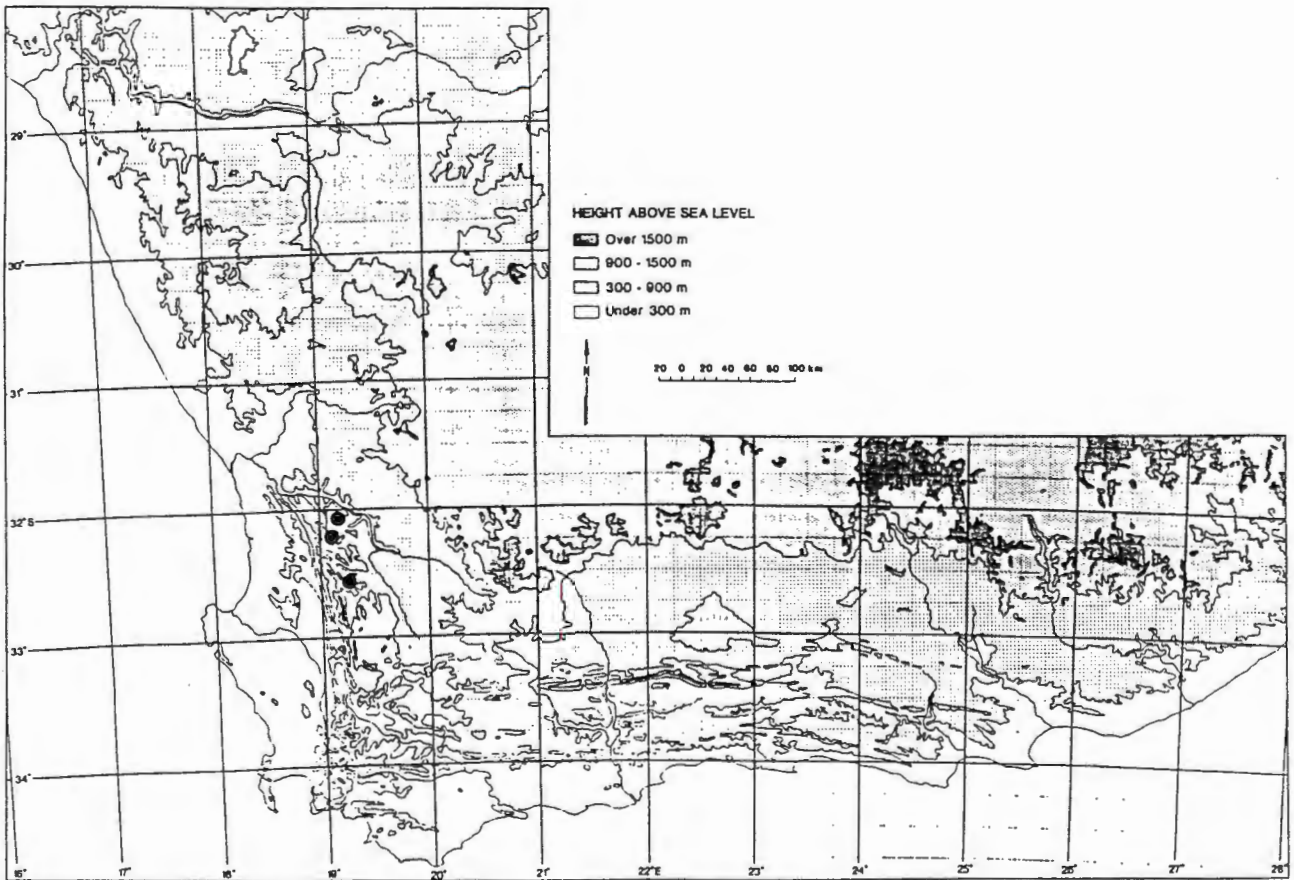 29°
30°
31°
32°S
33°
34°
HEIGHT ABOVE SEA LEVEL
Over 1500 m
900 - 1500 m
300 - 900 m
Under 300 m
N
20 0 20 40 60 80 100 km
16° 17° 18° 19° 20° 21° 22°E 23° 24° 25° 26° 27° 28°